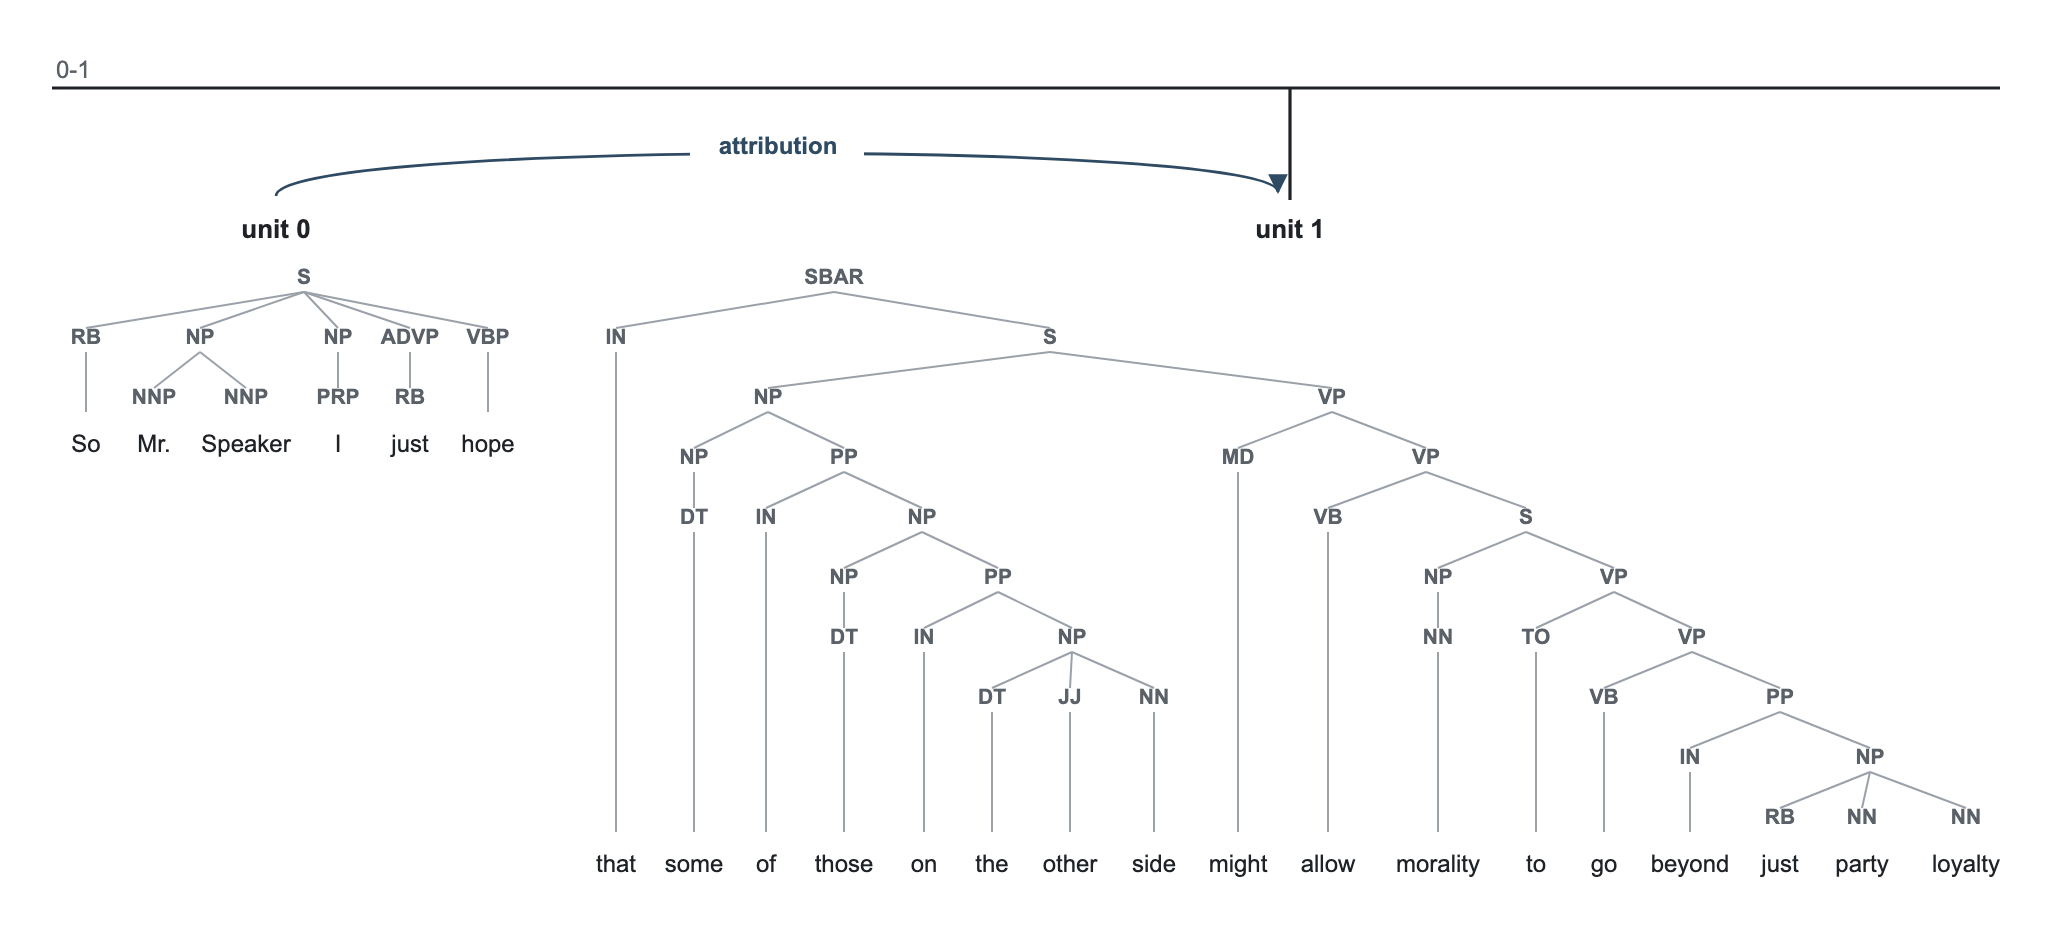 0-1
attribution
unit 0 unit 1
S SBAR
RB NP NP ADVP VBP IN S
NNP NNP PRP RB NP VP
So Mr. Speaker I just hope
NP PP MD VP
DT IN NP VB S
NP PP NP VP
DT IN NP NN TO VP
DT JJ NN VB PP
IN NP
RB NN NN
that some of those on the other side might allow morality to go beyond just party loyalty